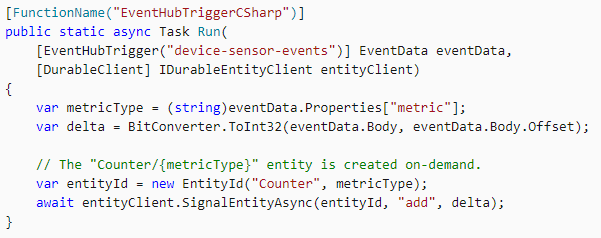 [FunctionName("EventHubTriggerCSharp")]
public static async Task Run(
    [EventHubTrigger("device-sensor-events")] EventData eventData,
    [DurableClient] IDurableEntityClient entityClient)
{
    var metricType = (string)eventData.Properties["metric"];
    var delta = BitConverter.ToInt32(eventData.Body, eventData.Body.Offset);

    // The "Counter/{metricType}" entity is created on-demand.
    var entityId = new EntityId("Counter", metricType);
    await entityClient.SignalEntityAsync(entityId, "add", delta);
}